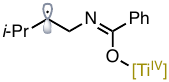 N Ph
i-Pr
O
[Ti^IV]